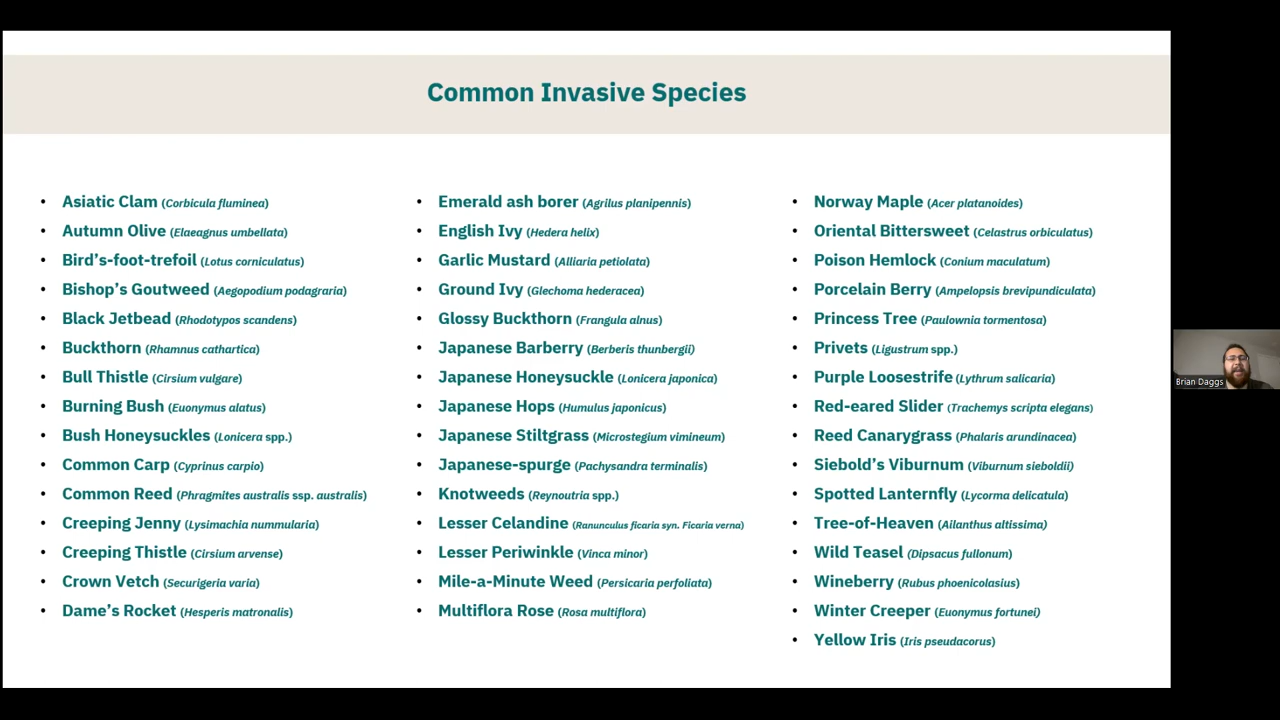 Common Invasive Species
• Asiatic Clam (Corbicula fluminea)
• Autumn Olive (Elaeagnus umbellata)
• Bird’s-foot-trefoil (Lotus corniculatus)
• Bishop’s Goutweed (Aegopodium podagraria)
• Black Jetbead (Rhodotypos scandens)
• Buckthorn (Rhamnus cathartica)
• Bull Thistle (Cirsium vulgare)
• Burning Bush (Euonymus alatus)
• Bush Honeysuckles (Lonicera spp.)
• Common Carp (Cyprinus carpio)
• Common Reed (Phragmites australis ssp. australis)
• Creeping Jenny (Lysimachia nummularia)
• Creeping Thistle (Cirsium arvense)
• Crown Vetch (Securigeria varia)
• Dame’s Rocket (Hesperis matronalis)
• Emerald ash borer (Agrilus planipennis)
• English Ivy (Hedera helix)
• Garlic Mustard (Alliaria petiolata)
• Ground Ivy (Glechoma hederacea)
• Glossy Buckthorn (Frangula alnus)
• Japanese Barberry (Berberis thunbergii)
• Japanese Honeysuckle (Lonicera japonica)
• Japanese Hops (Humulus japonicus)
• Japanese Stiltgrass (Microstegium vimineum)
• Japanese-spurge (Pachysandra terminalis)
• Knotweeds (Reynoutria spp.)
• Lesser Celandine (Ranunculus ficaria syn. Ficaria verna)
• Lesser Periwinkle (Vinca minor)
• Mile-a-Minute Weed (Persicaria perfoliata)
• Multiflora Rose (Rosa multiflora)
• Norway Maple (Acer platanoides)
• Oriental Bittersweet (Celastrus orbiculatus)
• Poison Hemlock (Conium maculatum)
• Porcelain Berry (Ampelopsis brevipundiculata)
• Princess Tree (Paulownia tormentosa)
• Privets (Ligustrum spp.)
• Purple Loosestrife (Lythrum salicaria)
• Red-eared Slider (Trachemys scripta elegans)
• Reed Canarygrass (Phalaris arundinacea)
• Siebold’s Viburnum (Viburnum sieboldii)
• Spotted Lanternfly (Lycorma delicatula)
• Tree-of-Heaven (Ailanthus altissima)
• Wild Teasel (Dipsacus fullonum)
• Wineberry (Rubus phoenicolasius)
• Winter Creeper (Euonymus fortunei)
• Yellow Iris (Iris pseudacorus)
Brian Daggs